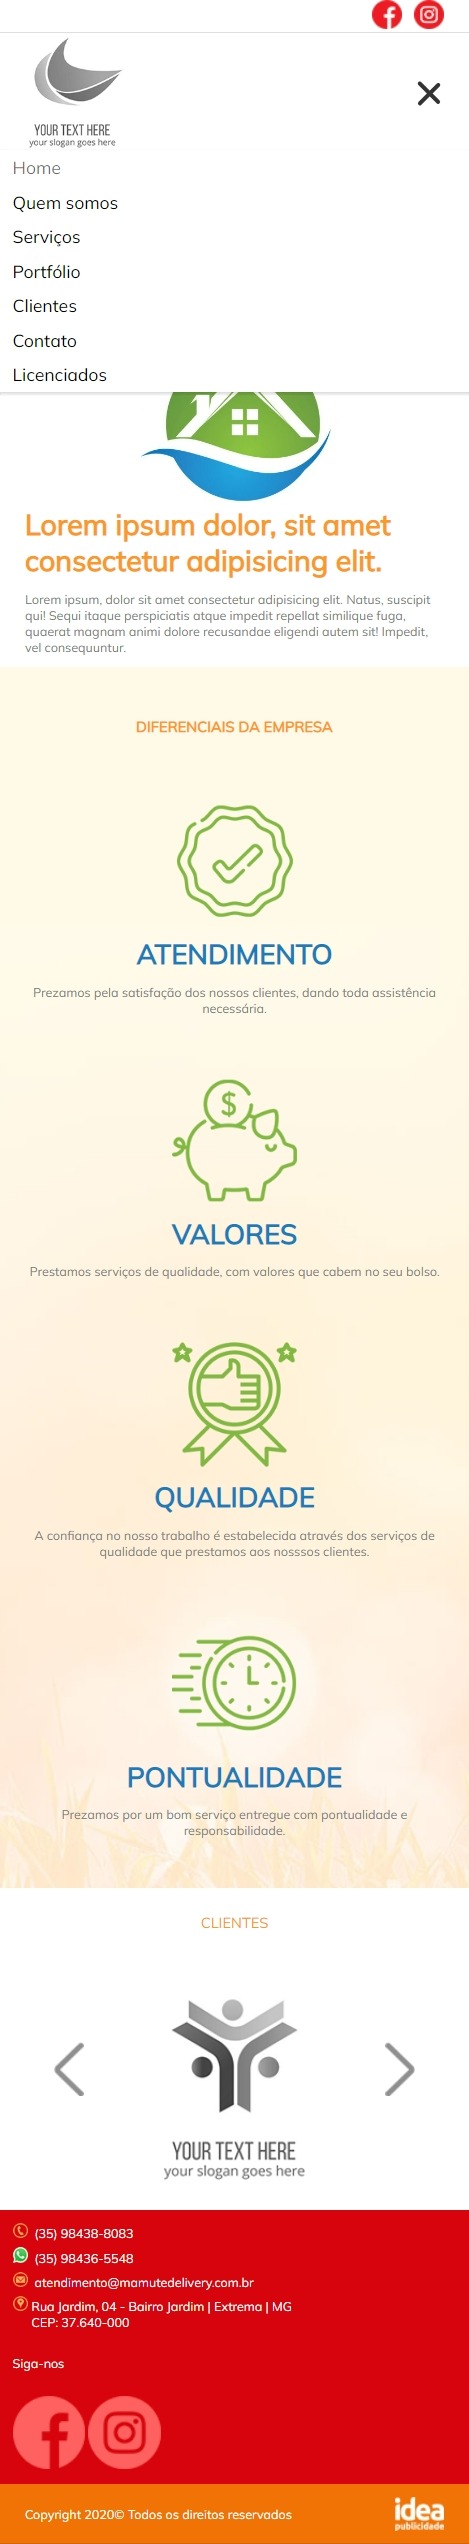 YOUR TEXT HERE
your slogan goes here
Home
Quem somos
Serviços
Portfólio
Clientes
Contato
Licenciados
Lorem ipsum dolor, sit amet
consectetur adipisicing elit.
Lorem ipsum, dolor sit amet consectetur adipisicing elit. Natus, suscipit
qui! Sequi itaque perspiciatis atque impedit repellat similique fuga,
quaerat magnam animi dolore recusandae eligendi autem sit! Impedit,
vel consequuntur.
DIFERENCIAIS DA EMPRESA
ATENDIMENTO
Prezamos pela satisfação dos nossos clientes, dando toda assistência
necessária.
$
VALORES
Prestamos serviços de qualidade, com valores que cabem no seu bolso.
QUALIDADE
A confiança no nosso trabalho é estabelecida através dos serviços de
qualidade que prestamos aos nosssos clientes.
PONTUALIDADE
Prezamos por um bom serviço entregue com pontualidade e
responsabilidade.
CLIENTES
YOUR TEXT HERE
your slogan goes here
(35) 98438-8083
(35) 98436-5548
atendimento@mamutedelivery.com.br
Rua Jardim, 04 - Bairro Jardim | Extrema | MG
CEP: 37.640-000
Siga-nos
Copyright 2020© Todos os direitos reservados
idea
publicidade